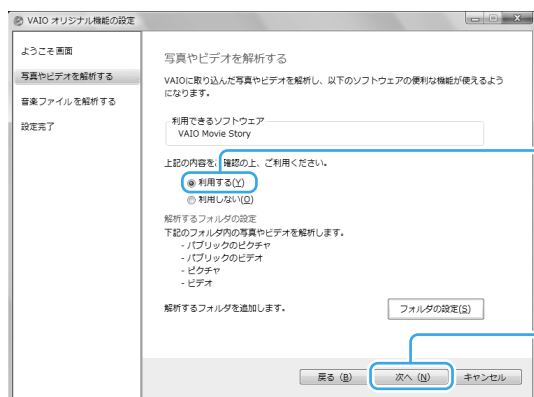 VAIO オリジナル機能の設定
ようこそ画面
写真やビデオを解析する
音楽ファイルを解析する
設定完了
写真やビデオを解析する
VAIOに取り込んだ写真やビデオを解析し、以下のソフトウェアの便利な機能が使えるよう
になります。
利用できるソフトウェア
VAIO Movie Story
上記の内容を、確認の上、ご利用ください。
利用する(Y)
利用しない(O)
解析するフォルダの設定
下記のフォルダ内の写真やビデオを解析します。
- パブリックのピクチャ
- パブリックのビデオ
- ピクチャ
- ビデオ
解析するフォルダを追加します。
フォルダの設定(S)
戻る (B)
次へ (N)
キャンセル